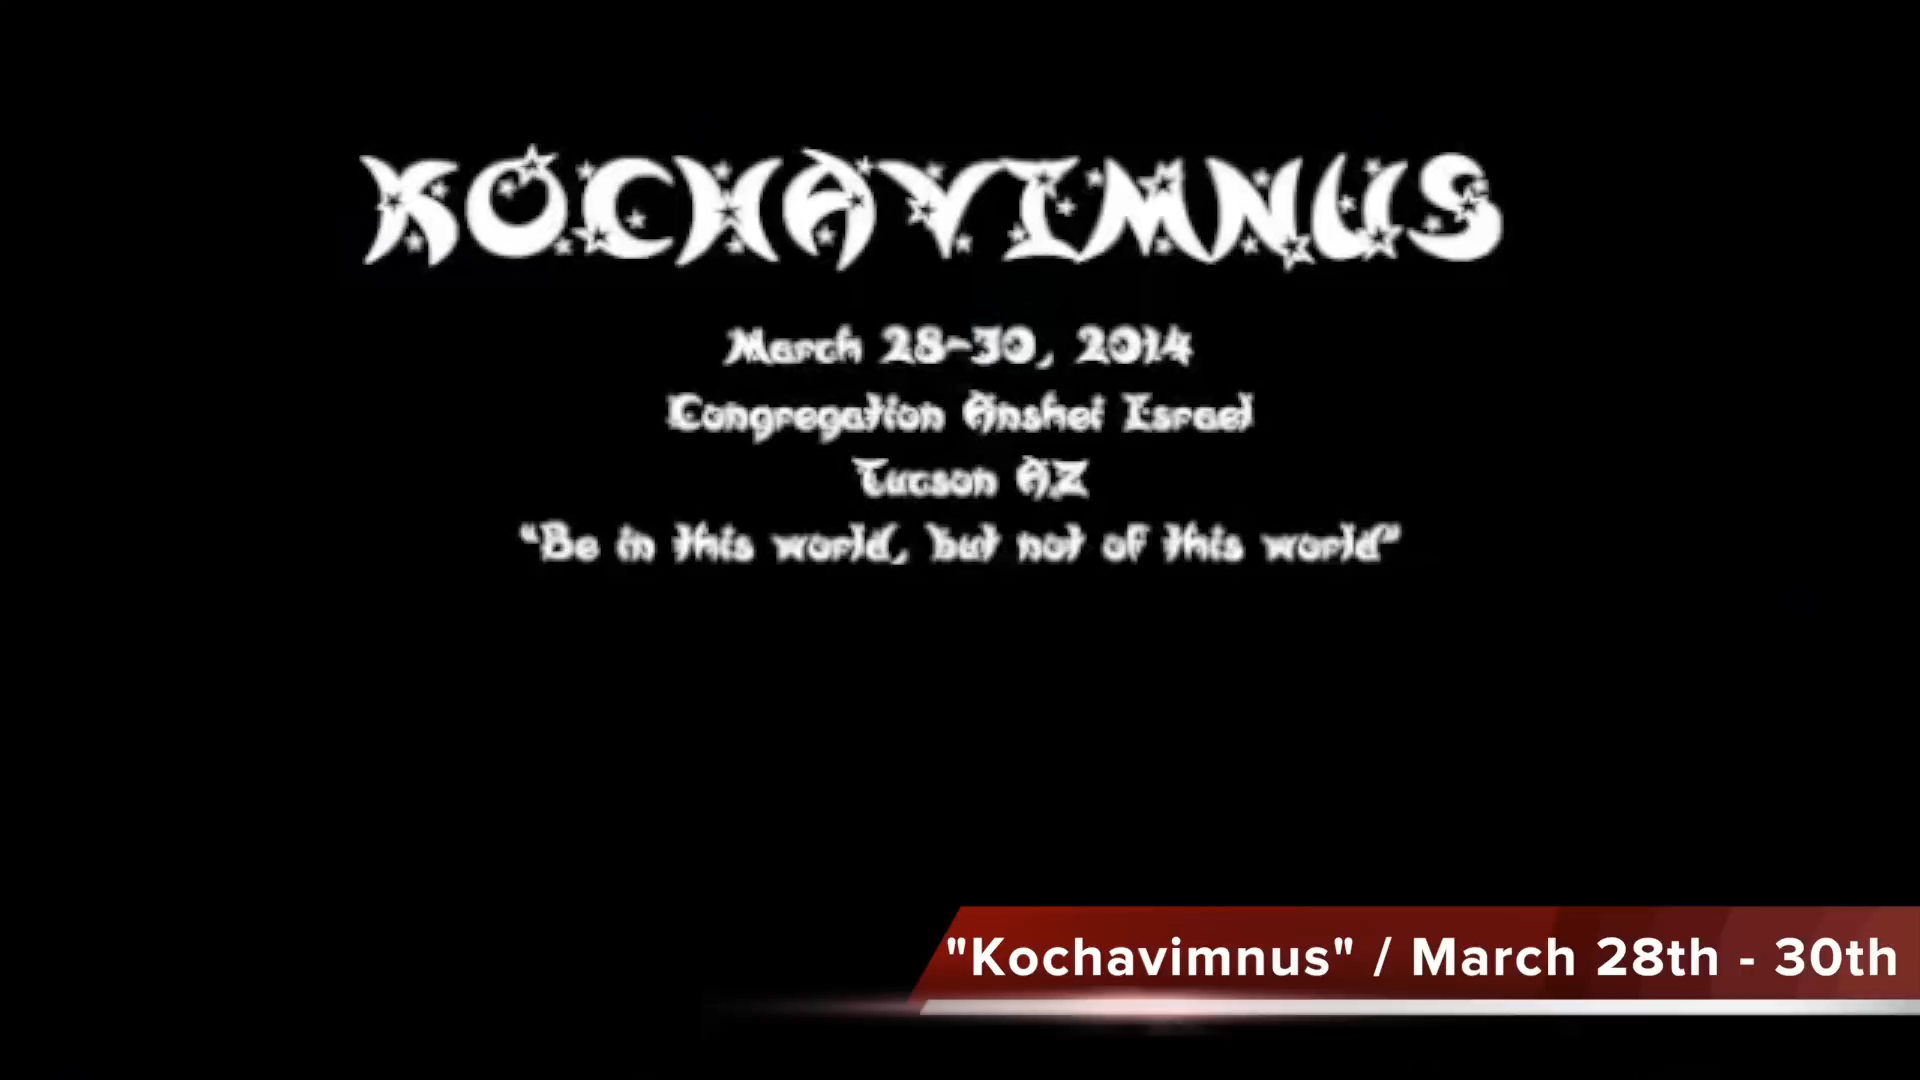 KOCHAVIMNUS
March 28-30, 2014
Congregation Anshei Israel
Tucson AZ
"Be in this world, but not of this world"
"Kochavimnus" / March 28th - 30th